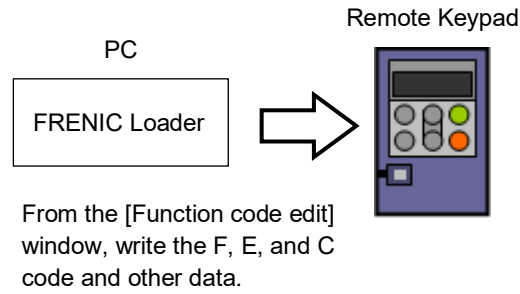 Remote Keypad
PC
FRENIC Loader
From the [Function code edit]
window, write the F, E, and C
code and other data.